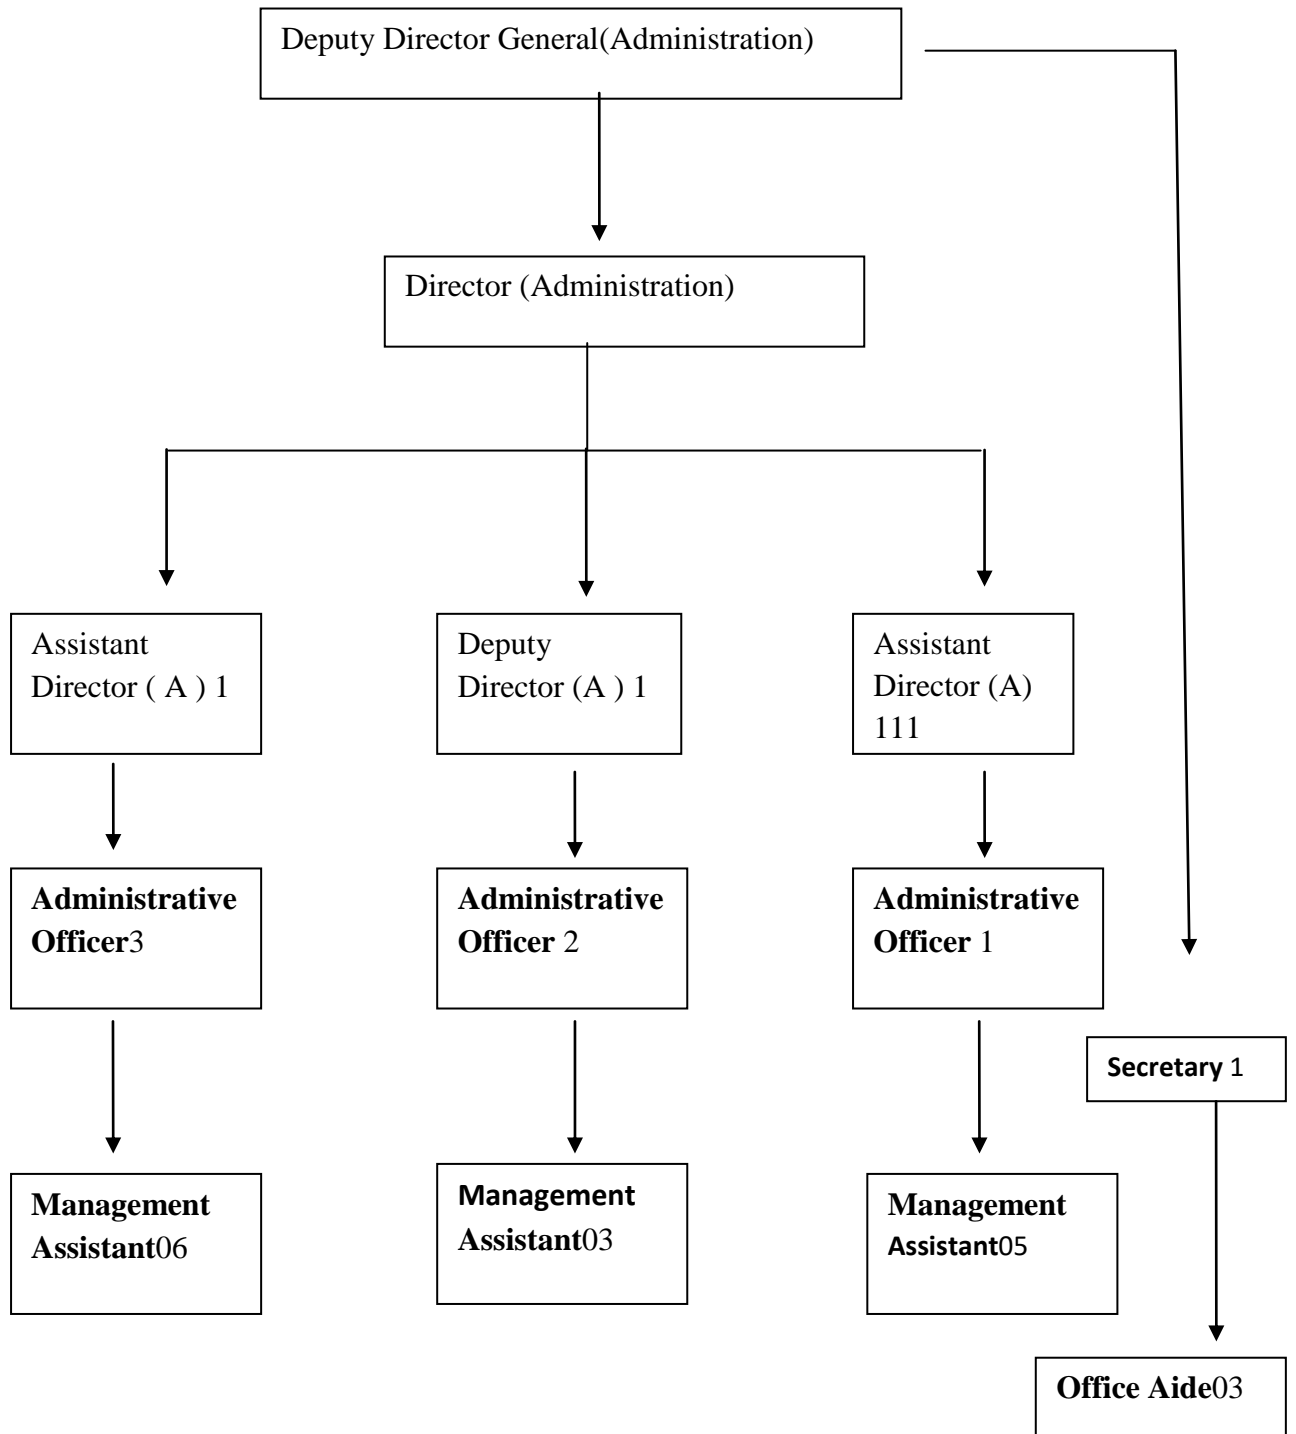 Deputy Director General(Administration)
Director (Administration)
Assistant
Director ( A ) 1
Deputy
Director (A ) 1
Assistant
Director (A)
111
Administrative
Officer3
Administrative
Officer 2
Administrative
Officer 1
Secretary 1
Management
Assistant06
Management
Assistant03
Management
Assistant05
Office Aide03